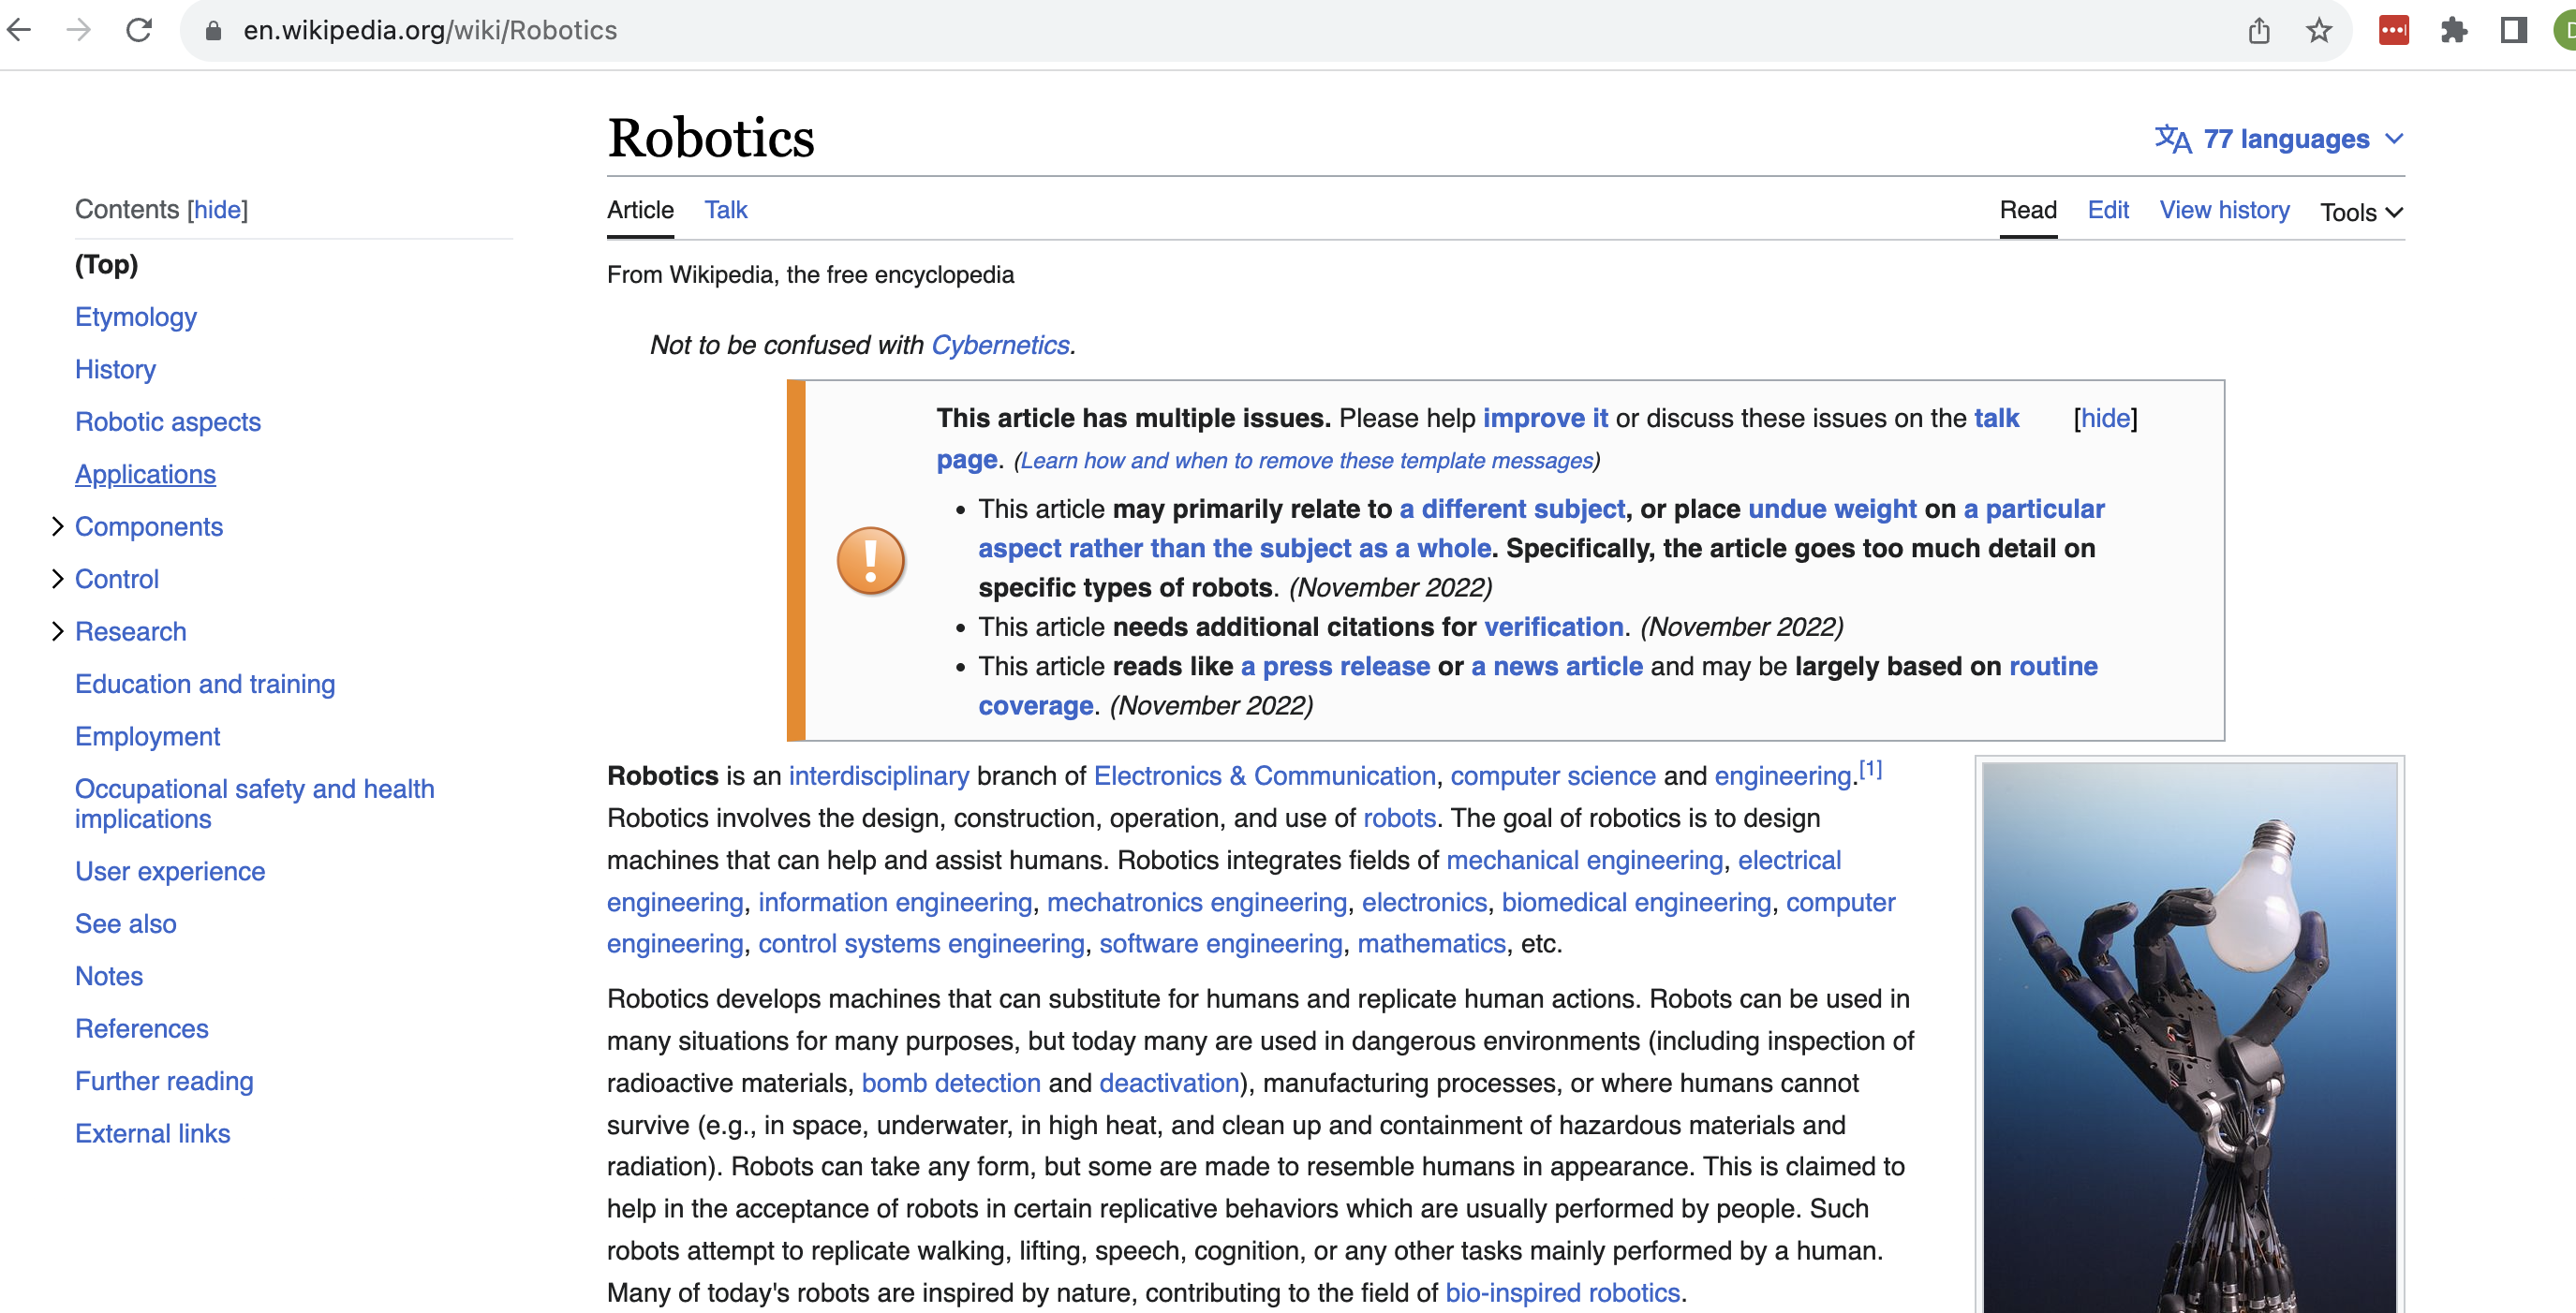 en.wikipedia.org/wiki/Robotics
D
Robotics
77 languages
Contents [hide]
(Top)
Etymology
History
Robotic aspects
Applications
Components
Control
Research
Education and training
Employment
Occupational safety and health
implications
User experience
See also
Notes
References
Further reading
External links
Article Talk
Read Edit View history Tools
From Wikipedia, the free encyclopedia
Not to be confused with Cybernetics.
This article has multiple issues. Please help improve it or discuss these issues on the talk [hide]
page. (Learn how and when to remove these template messages)
• This article may primarily relate to a different subject, or place undue weight on a particular
aspect rather than the subject as a whole. Specifically, the article goes too much detail on
specific types of robots. (November 2022)
• This article needs additional citations for verification. (November 2022)
• This article reads like a press release or a news article and may be largely based on routine
coverage. (November 2022)
Robotics is an interdisciplinary branch of Electronics & Communication, computer science and engineering.[1]
Robotics involves the design, construction, operation, and use of robots. The goal of robotics is to design
machines that can help and assist humans. Robotics integrates fields of mechanical engineering, electrical
engineering, information engineering, mechatronics engineering, electronics, biomedical engineering, computer
engineering, control systems engineering, software engineering, mathematics, etc.
Robotics develops machines that can substitute for humans and replicate human actions. Robots can be used in
many situations for many purposes, but today many are used in dangerous environments (including inspection of
radioactive materials, bomb detection and deactivation), manufacturing processes, or where humans cannot
survive (e.g., in space, underwater, in high heat, and clean up and containment of hazardous materials and
radiation). Robots can take any form, but some are made to resemble humans in appearance. This is claimed to
help in the acceptance of robots in certain replicative behaviors which are usually performed by people. Such
robots attempt to replicate walking, lifting, speech, cognition, or any other tasks mainly performed by a human.
Many of today's robots are inspired by nature, contributing to the field of bio-inspired robotics.